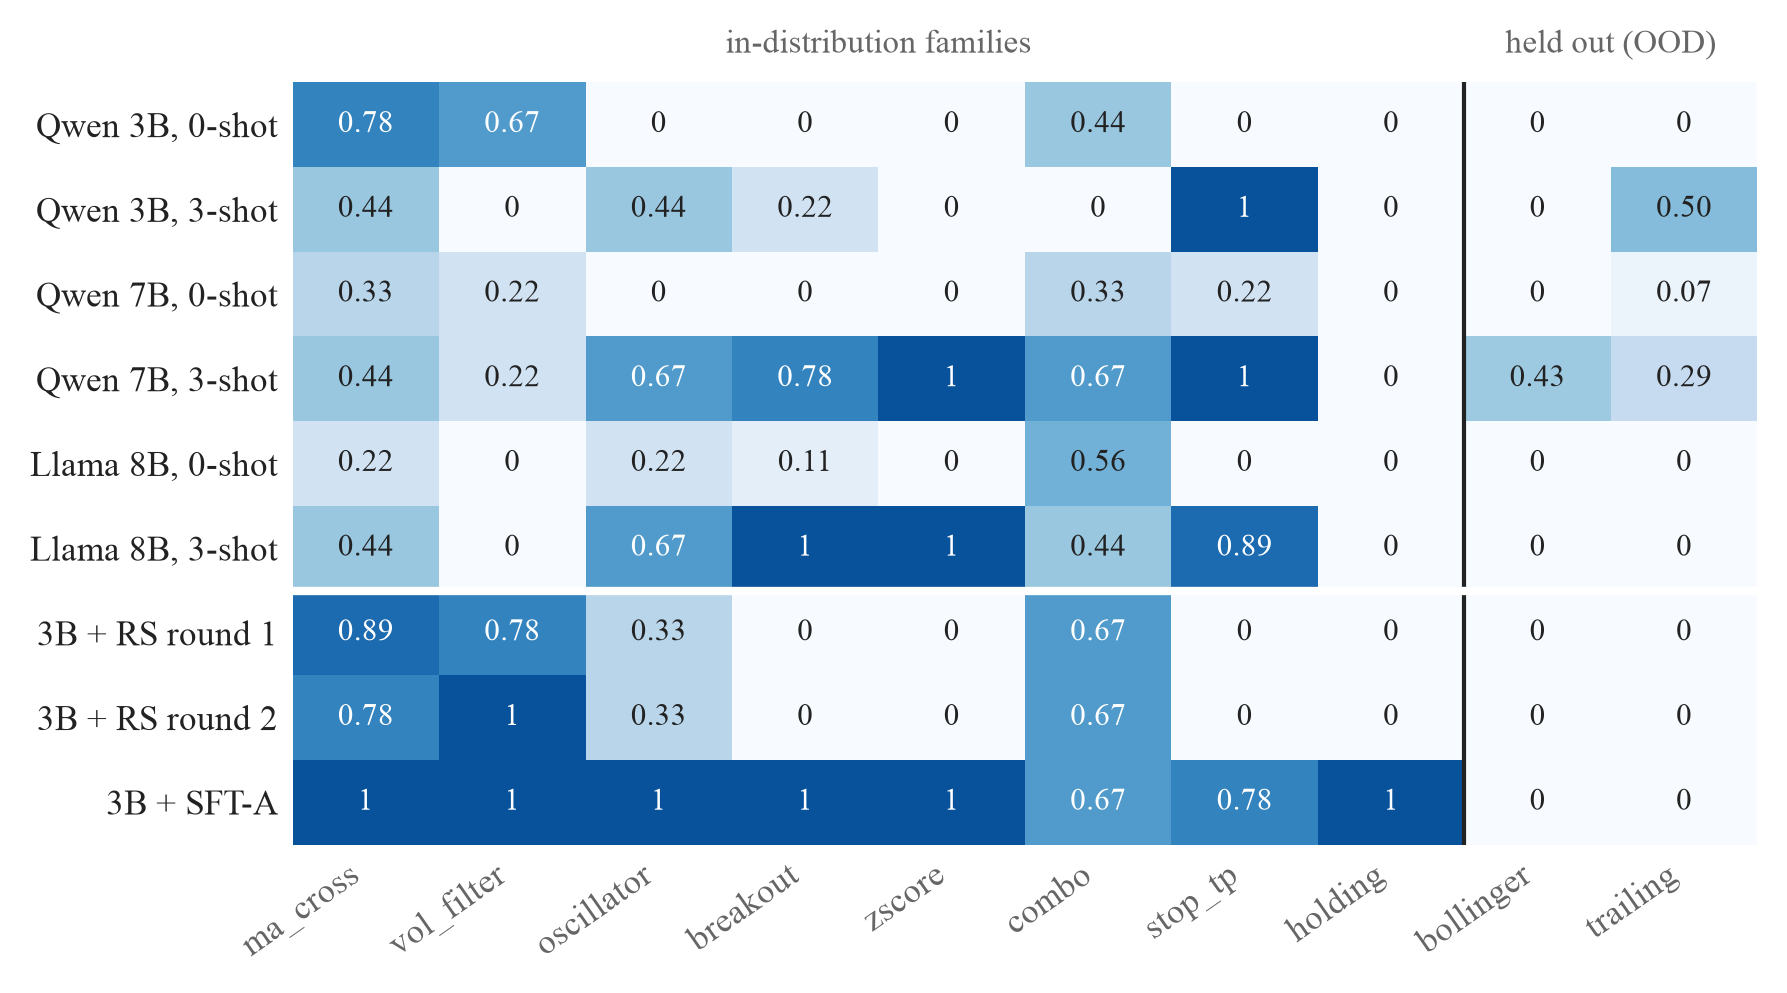 in-distribution families held out (OOD)
Qwen 3B, 0-shot 0.78 0.67 0 0 0 0.44 0 0 0 0
Qwen 3B, 3-shot 0.44 0 0.44 0.22 0 0 1 0 0 0.50
Qwen 7B, 0-shot 0.33 0.22 0 0 0 0.33 0.22 0 0 0.07
Qwen 7B, 3-shot 0.44 0.22 0.67 0.78 1 0.67 1 0 0.43 0.29
Llama 8B, 0-shot 0.22 0 0.22 0.11 0 0.56 0 0 0 0
Llama 8B, 3-shot 0.44 0 0.67 1 1 0.44 0.89 0 0 0
3B + RS round 1 0.89 0.78 0.33 0 0 0.67 0 0 0 0
3B + RS round 2 0.78 1 0.33 0 0 0.67 0 0 0 0
3B + SFT-A 1 1 1 1 1 0.67 0.78 1 0 0
ma_cross vol_filter oscillator breakout zscore combo stop_tp holding bollinger trailing